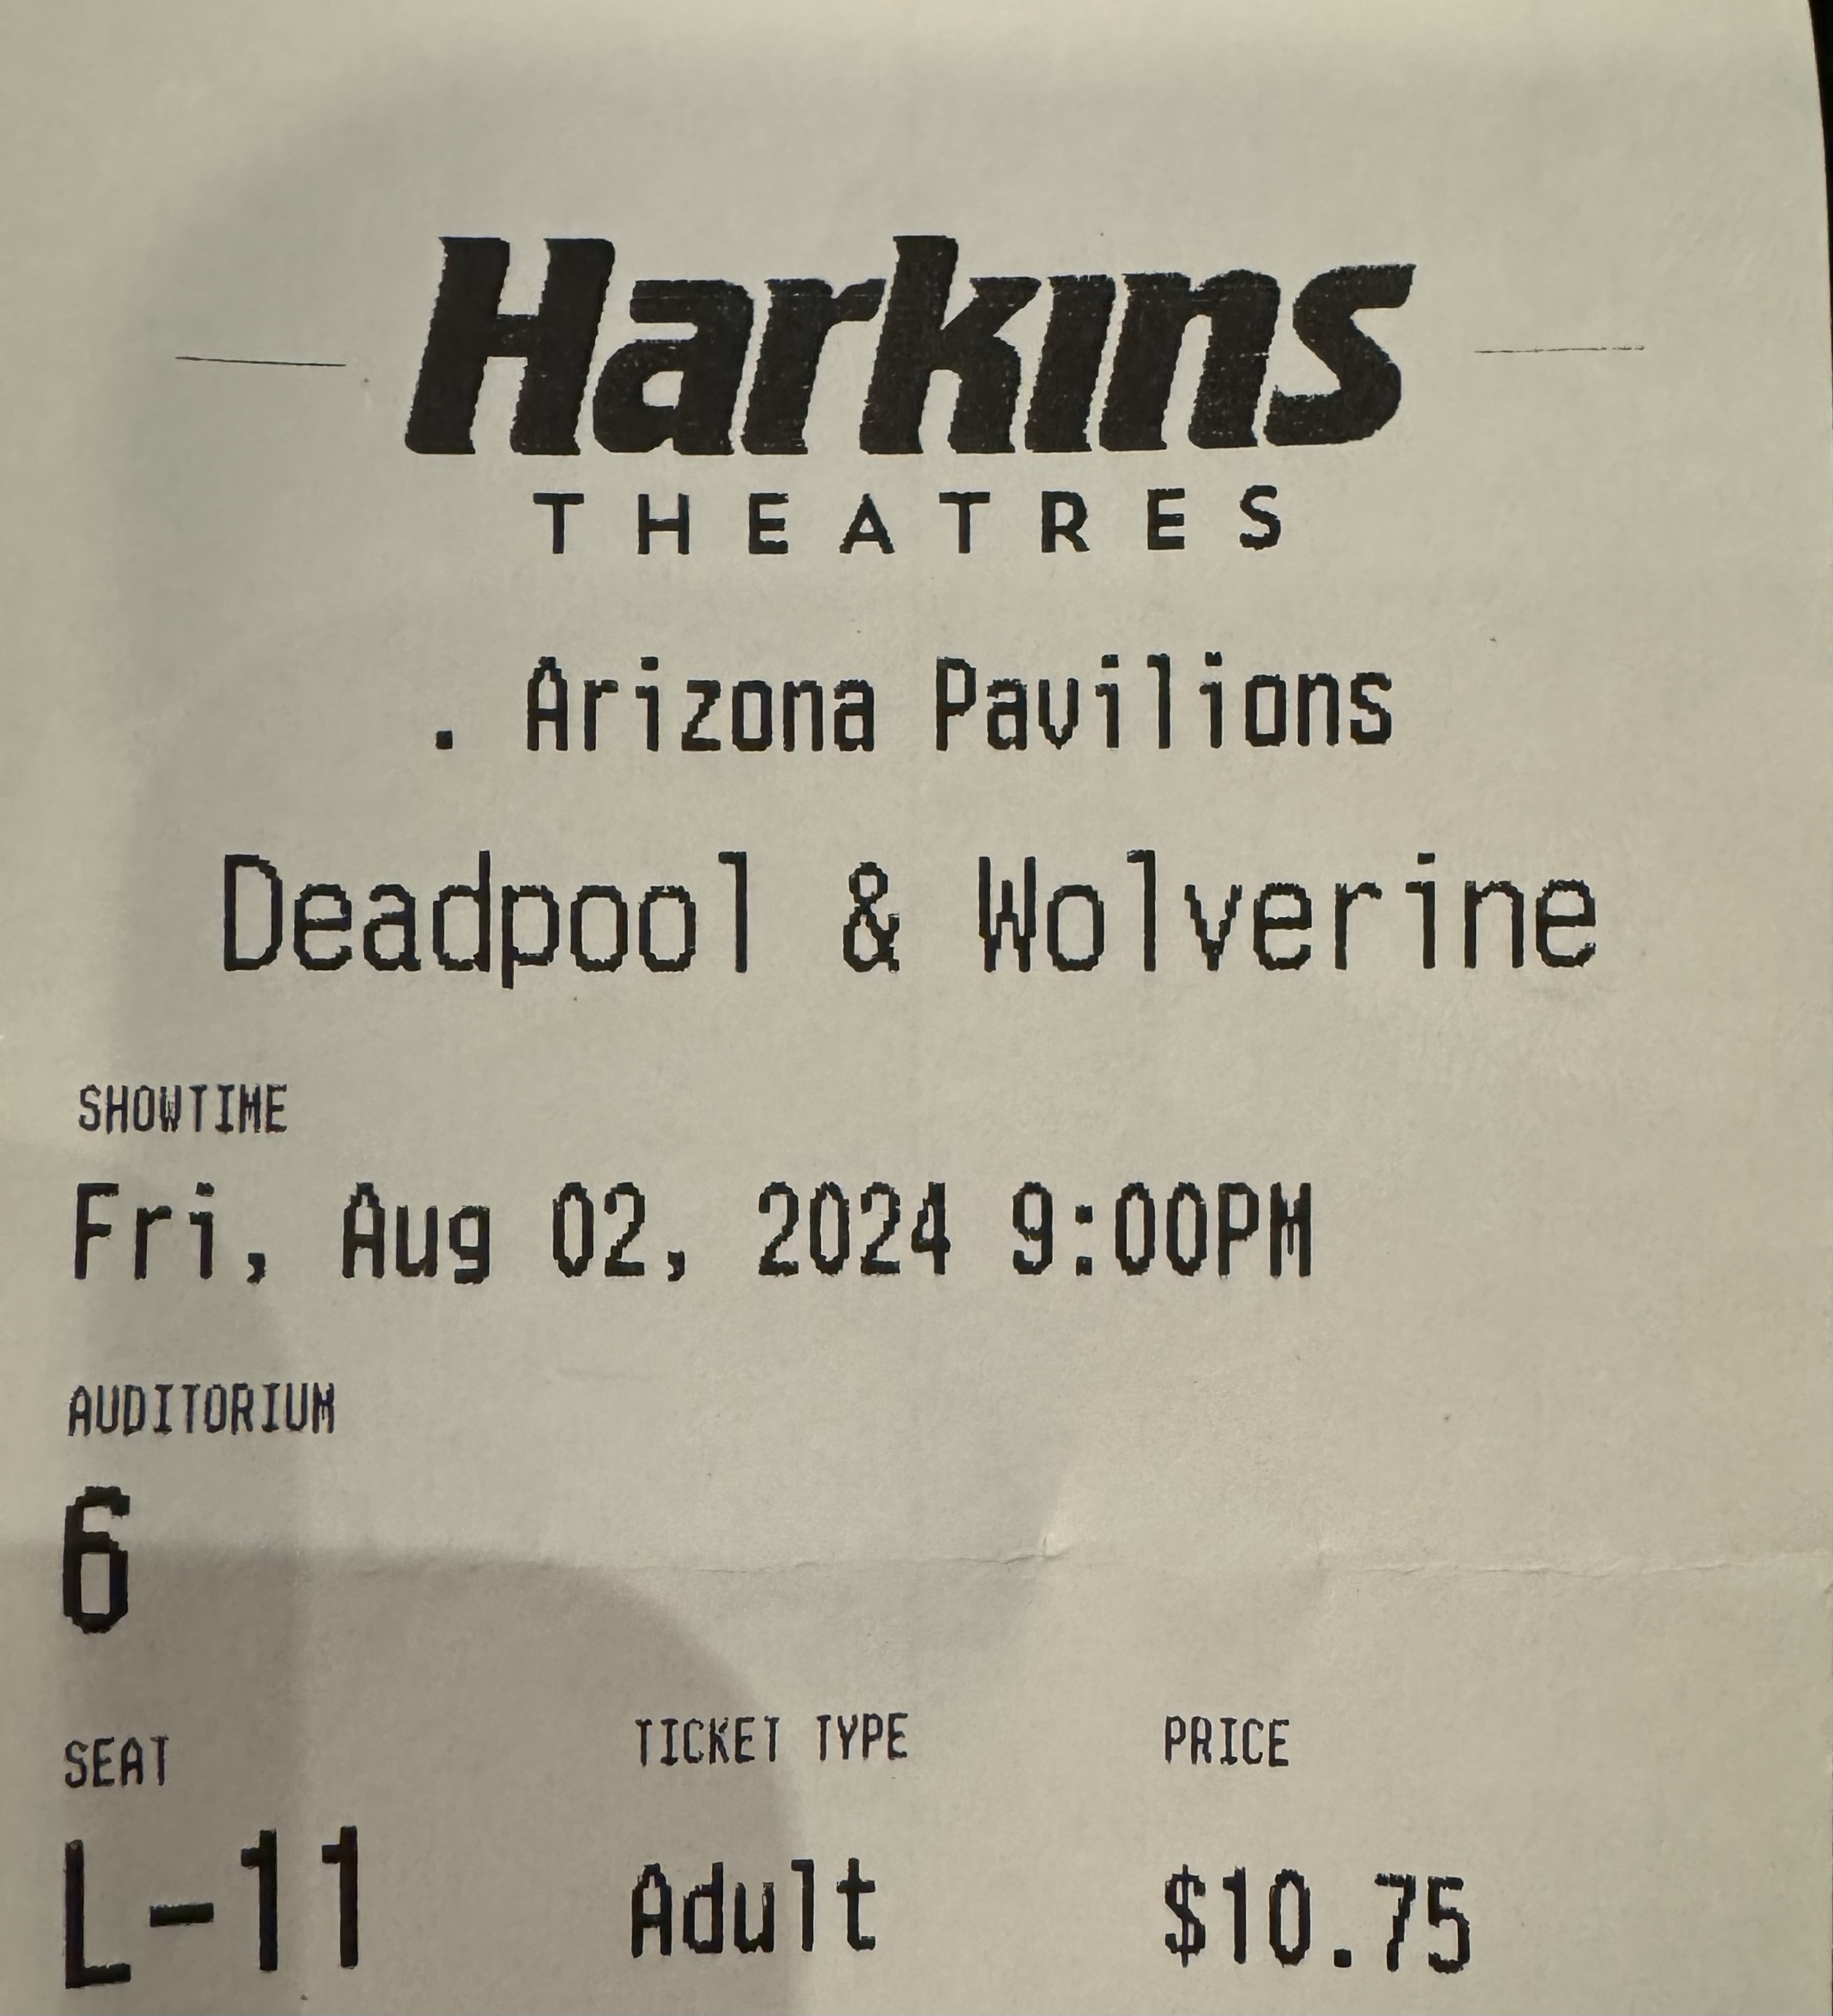 Harkins
THEATRES
. Arizona Pavilions
Deadpool & Wolverine
SHOWTIME
Fri, Aug 02, 2024 9:00PM
AUDITORIUM
6
SEAT TICKET TYPE PRICE
L-11 Adult $10.75